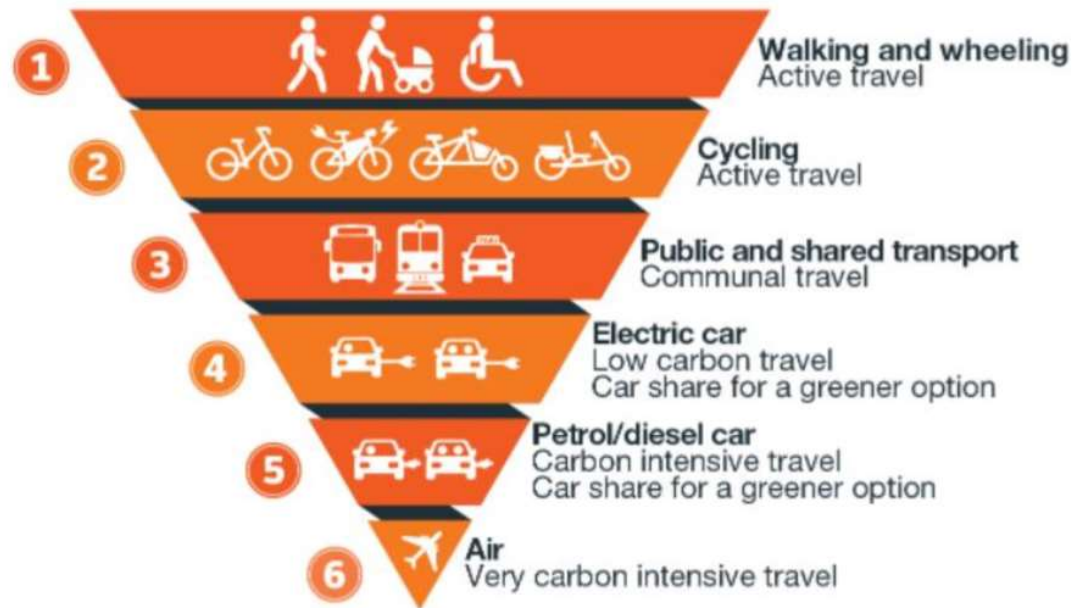 1
Walking and wheeling
Active travel
2
Cycling
Active travel
3
Public and shared transport
Communal travel
4
Electric car
Low carbon travel
Car share for a greener option
5
Petrol/diesel car
Carbon intensive travel
Car share for a greener option
6
Air
Very carbon intensive travel